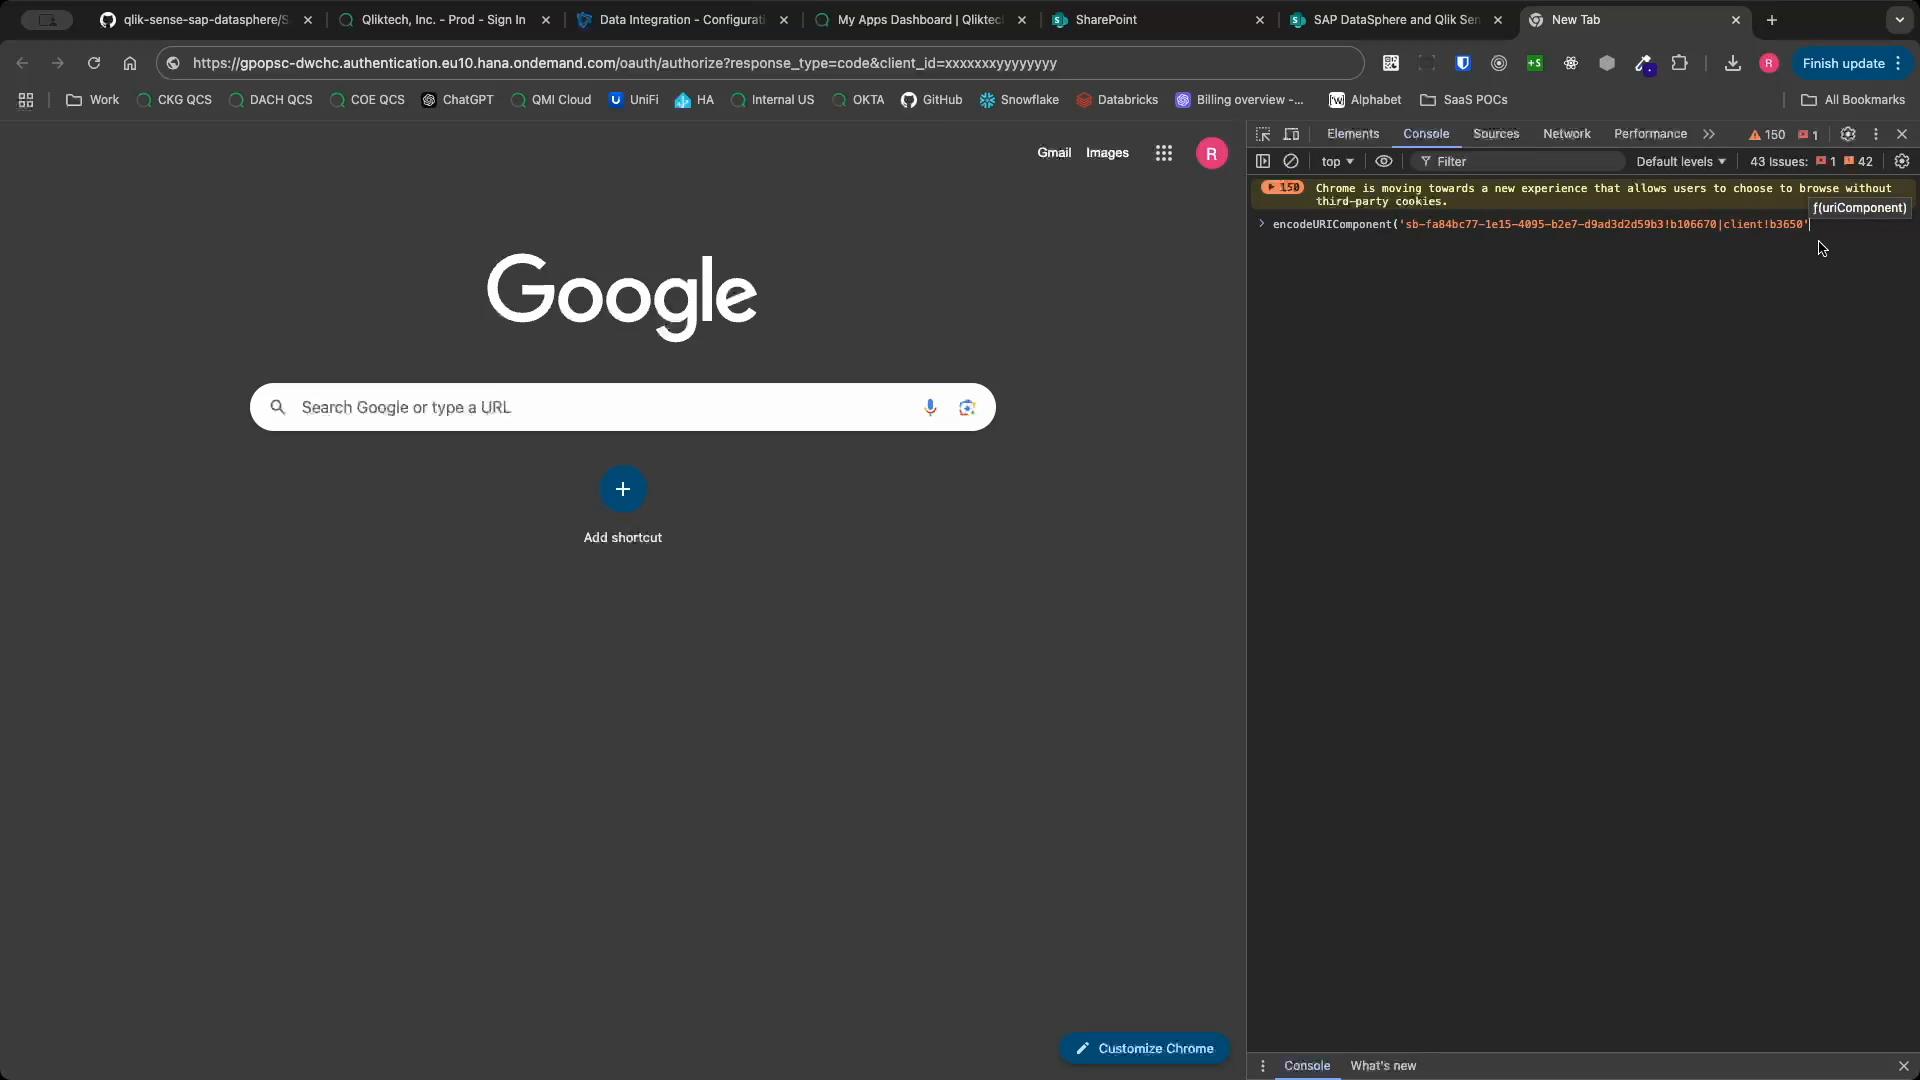 qlik-sense-sap-datasphere/S
Qliktech, Inc. - Prod - Sign In
Data Integration - Configurati
My Apps Dashboard | Qliktec
SharePoint
SAP DataSphere and Qlik Sen
New Tab
https://gpopsc-dwchc.authentication.eu10.hana.ondemand.com/oauth/authorize?response_type=code&client_id=xxxxxxxyyyyyyyy
+S
R
Finish update
Work
CKG QCS
DACH QCS
COE QCS
ChatGPT
QMI Cloud
UniFi
HA
Internal US
OKTA
GitHub
Snowflake
Databricks
Billing overview -...
Alphabet
SaaS POCs
All Bookmarks
Gmail
Images
R
Google
Search Google or type a URL
Add shortcut
Customize Chrome
Elements
Console
Sources
Network
Performance
150
1
top
Filter
Default levels
43 Issues:
1
42
150
Chrome is moving towards a new experience that allows users to choose to browse without
third-party cookies.
ƒ(uriComponent)
encodeURIComponent('sb-fa84bc77-1e15-4095-b2e7-d9ad3d2d59b3!b106670|client!b3650'
Console
What's new